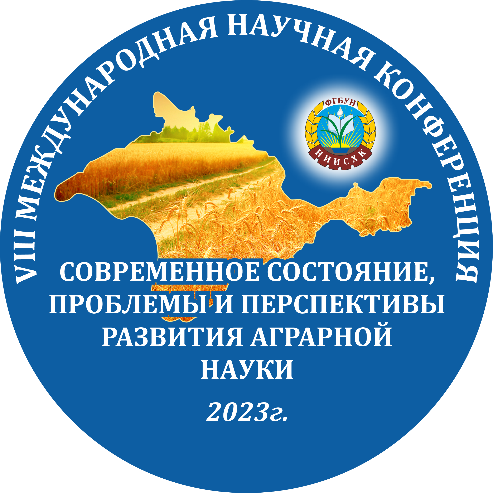 VIII МЕЖДУНАРОДНАЯ НАУЧНАЯ КОНФЕРЕНЦИЯ
ФГБУН
НИИСХК
СОВРЕМЕННОЕ СОСТОЯНИЕ,
ПРОБЛЕМЫ И ПЕРСПЕКТИВЫ
РАЗВИТИЯ АГРАРНОЙ
НАУКИ
2023г.